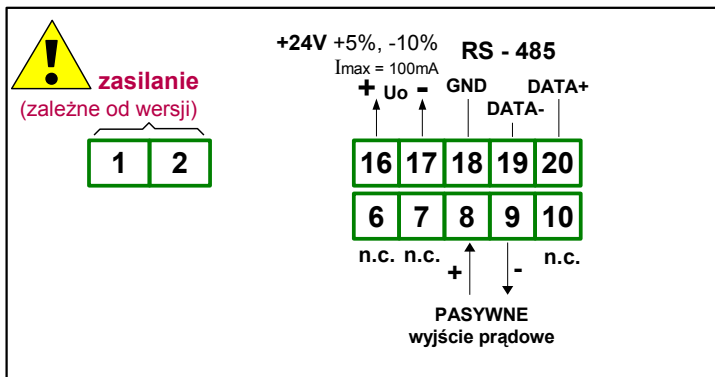 +24V +5%, -10%
Imax = 100mA
RS - 485
zasilanie
(zależne od wersji)
+ Uo -
GND
DATA-
DATA+
1 2
16 17 18 19 20
6 7 8 9 10
n.c. n.c. + - n.c.
PASYWNE
wyjście prądowe